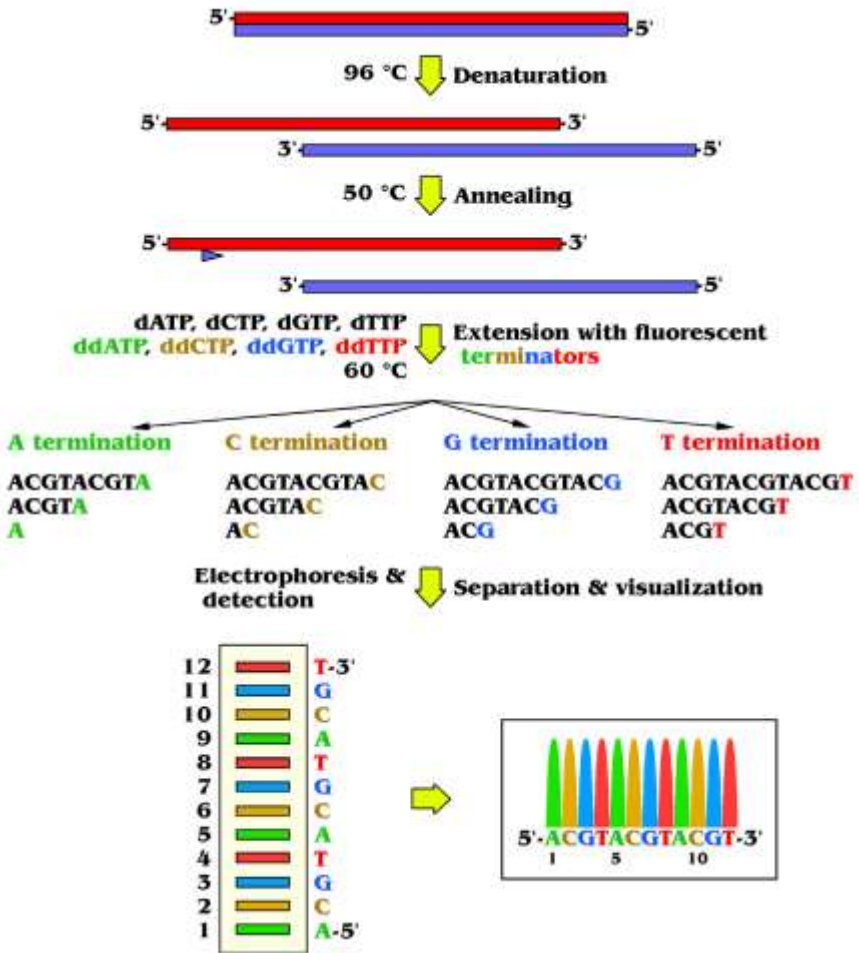 5'-
-5'
96 °C Denaturation
5'- -3'
3'- -5'
50 °C Annealing
5'- -3'
3'- -5'
dATP, dCTP, dGTP, dTTP
ddATP, ddCTP, ddGTP, ddTTP
60 °C
Extension with fluorescent
terminators
A termination
ACGTACGTA
ACGTA
A
C termination
ACGTACGTAC
ACGTAC
AC
G termination
ACGTACGTACG
ACGTACG
ACG
T termination
ACGTACGTACGT
ACGTACGT
ACGT
Electrophoresis &
detection
Separation & visualization
12 T-3'
11 G
10 C
9 A
8 T
7 G
6 C
5 A
4 T
3 G
2 C
1 A-5'
5'-ACGTACGTACGT-3'
1 5 10